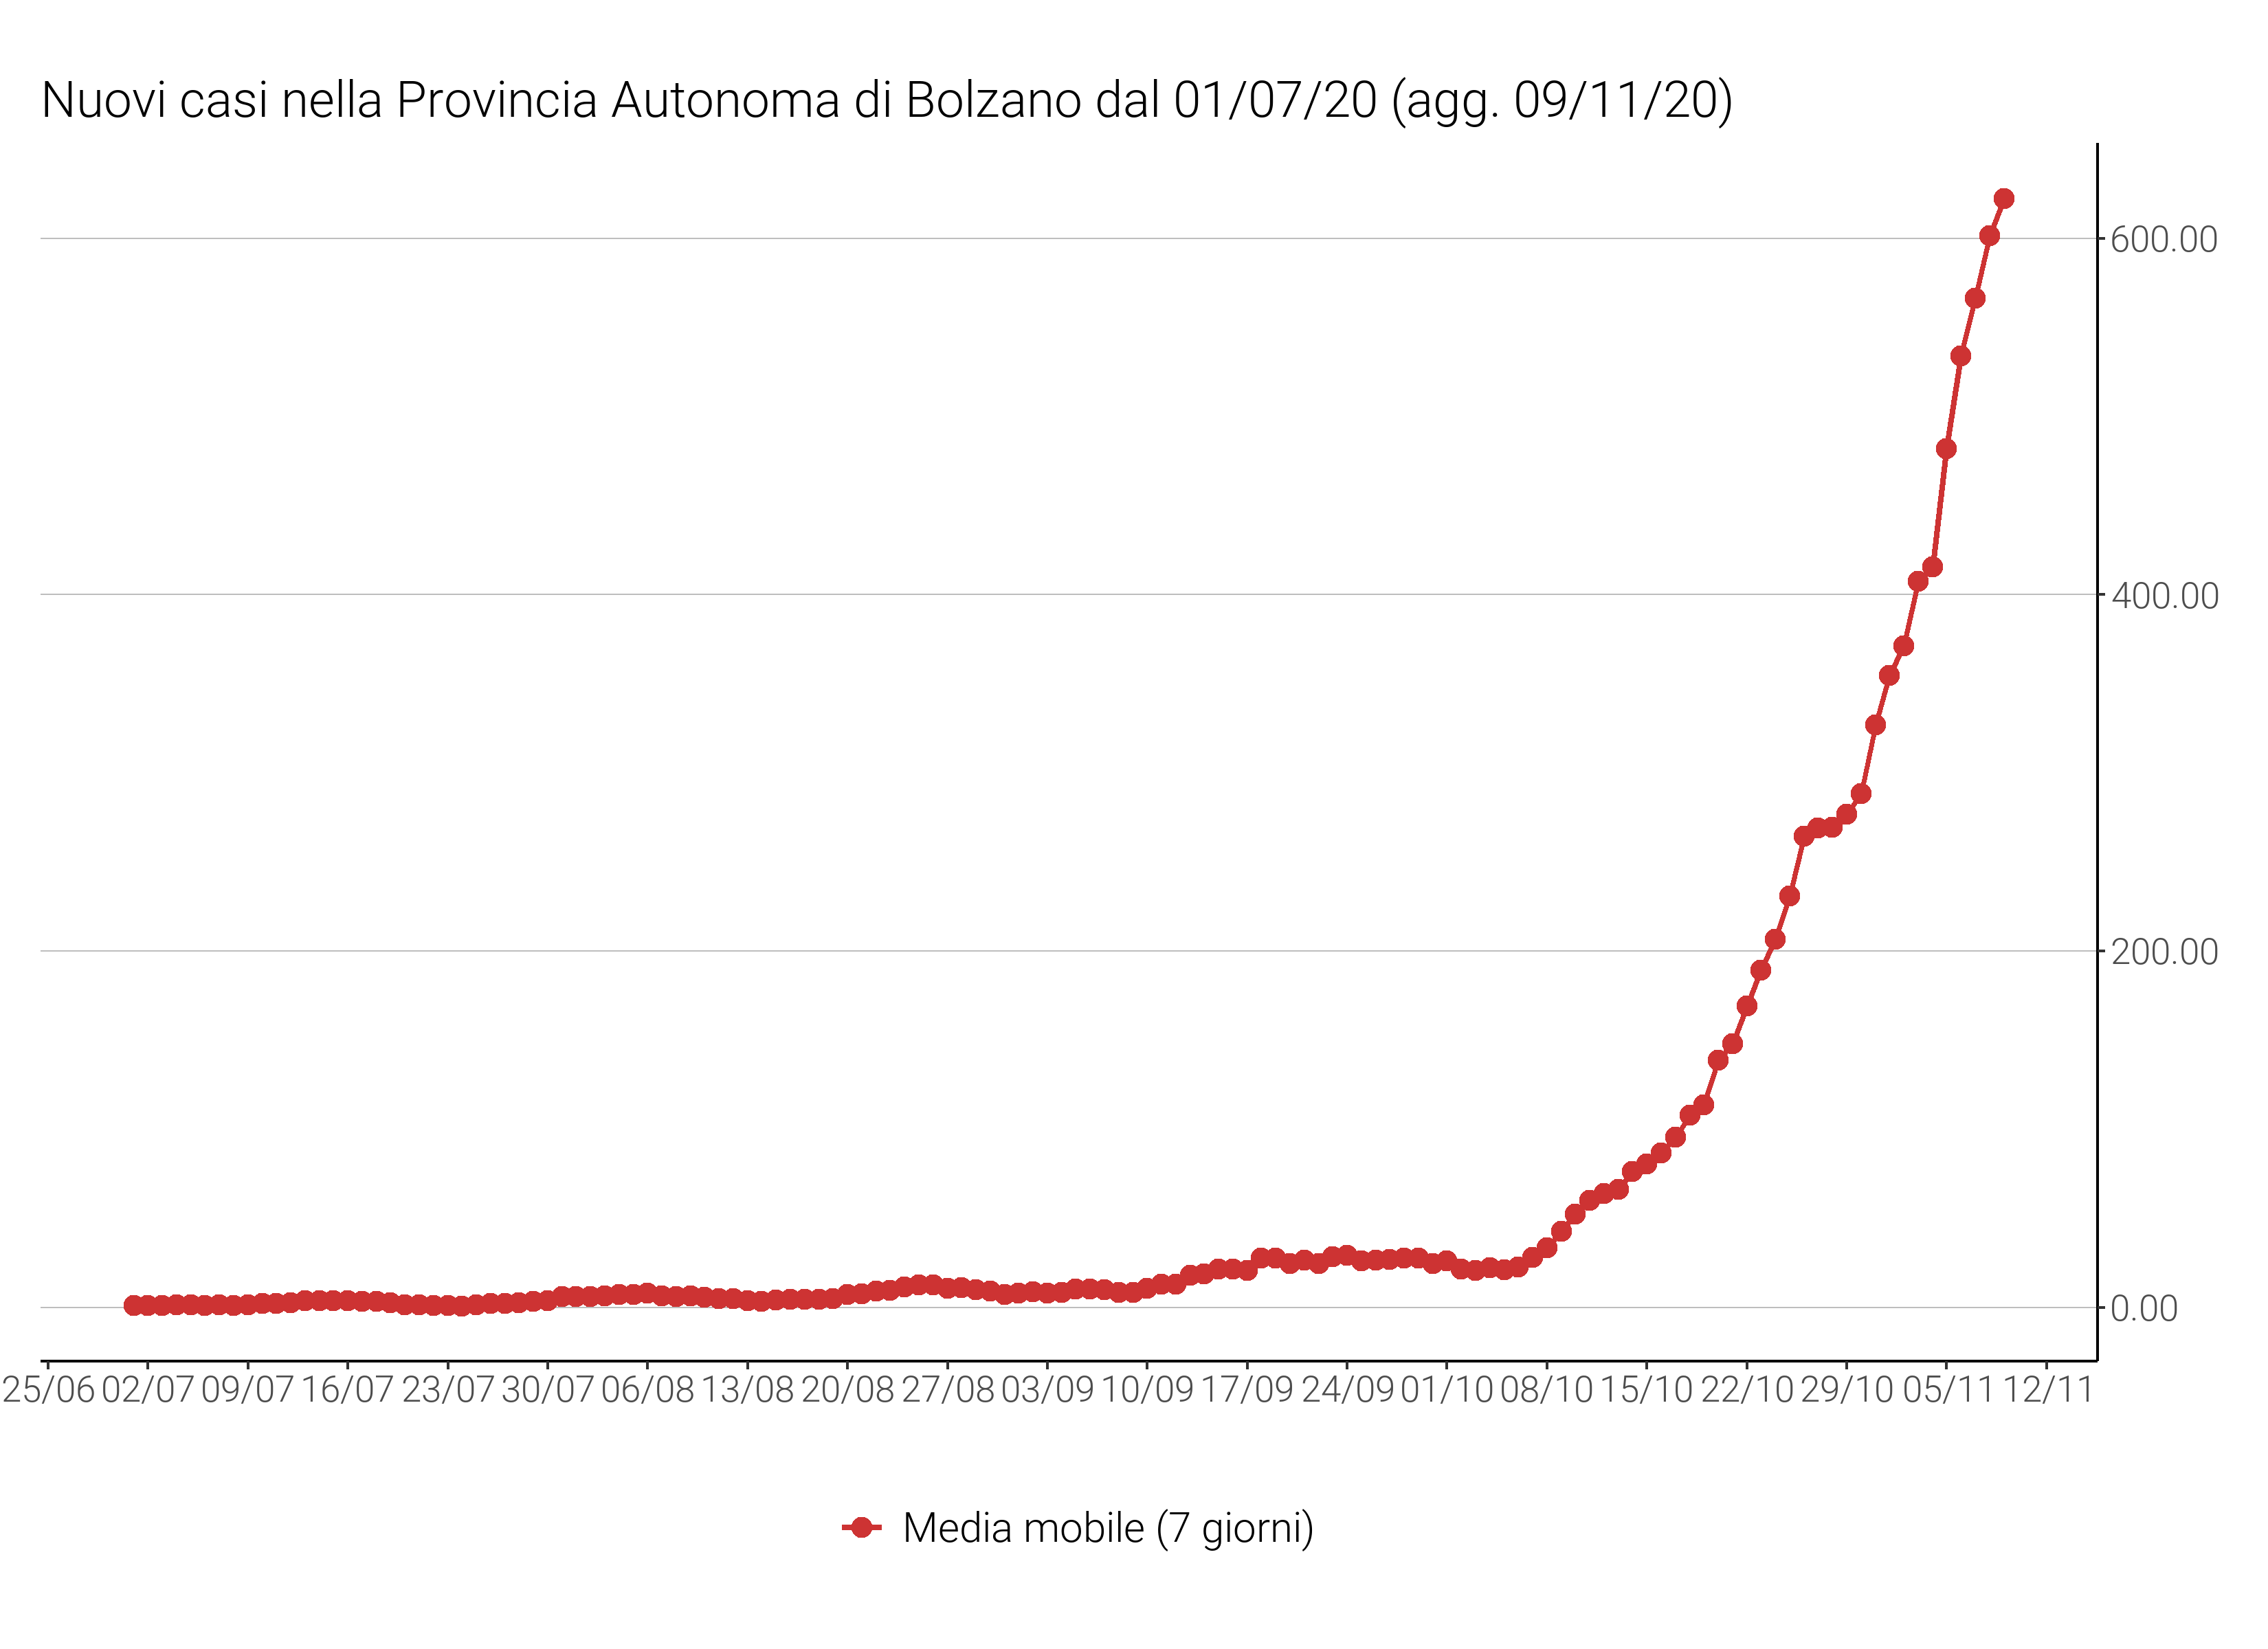 Nuovi casi nella Provincia Autonoma di Bolzano dal 01/07/20 (agg. 09/11/20)
600.00
400.00
200.00
0.00
25/06 02/07 09/07 16/07 23/07 30/07 06/08 13/08 20/08 27/08 03/09 10/09 17/09 24/09 01/10 08/10 15/10 22/10 29/10 05/11 12/11
Media mobile (7 giorni)